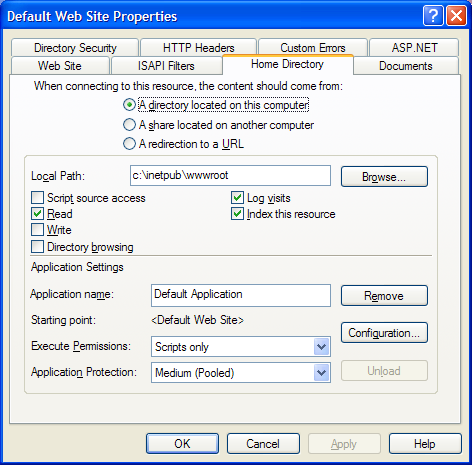 Default Web Site Properties
Directory Security HTTP Headers Custom Errors ASP.NET
Web Site ISAPI Filters Home Directory Documents
When connecting to this resource, the content should come from:
A directory located on this computer
A share located on another computer
A redirection to a URL
Local Path: c:\inetpub\wwwroot Browse...
Script source access Log visits
Read Index this resource
Write
Directory browsing
Application Settings
Application name: Default Application Remove
Starting point: <Default Web Site>
Configuration...
Execute Permissions: Scripts only
Application Protection: Medium (Pooled) Unload
OK Cancel Apply Help